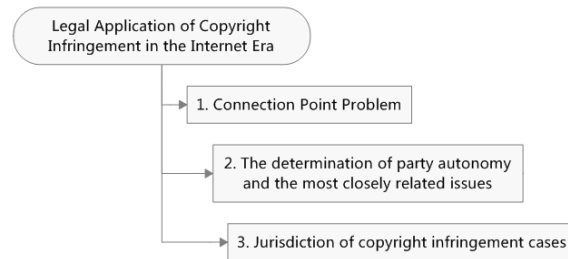 Legal Application of Copyright
Infringement in the Internet Era
1. Connection Point Problem
2. The determination of party autonomy
and the most closely related issues
3. Jurisdiction of copyright infringement cases